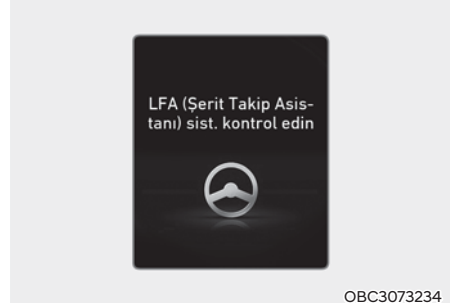 LFA (Şerit Takip Asis-
tanı) sist. kontrol edin
OBC3073234